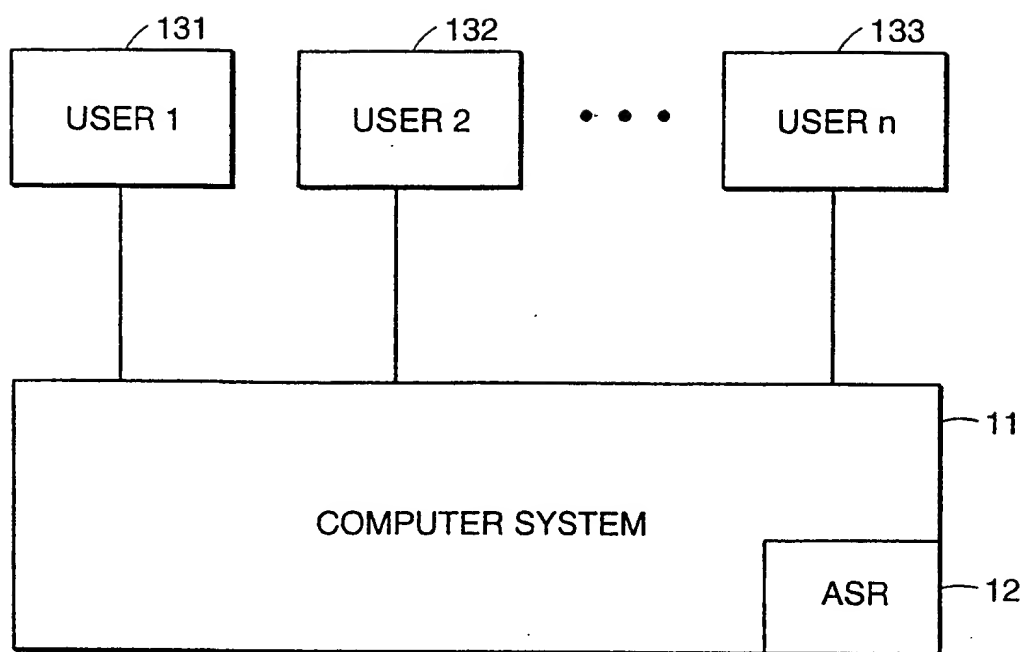 131
132
133
USER 1
USER 2
USER n
11
COMPUTER SYSTEM
ASR
12